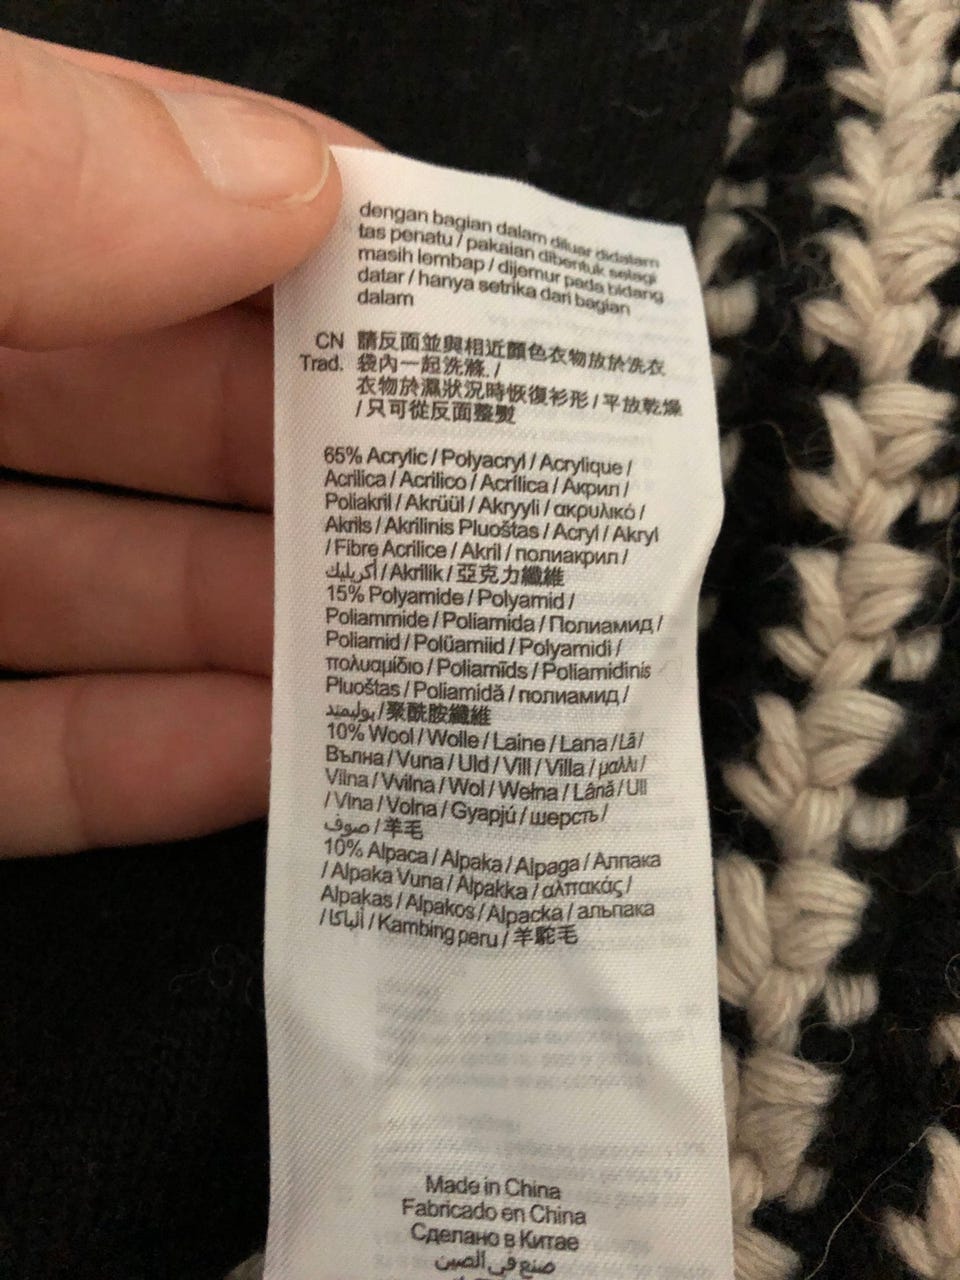 dengan bagian dalam diluar didalam
tas penatu / pakaian dibentuk selagi
masih lembap / dijemur pada bidang
datar / hanya setrika dari bagian
dalam
CN 請反面並與相近顏色衣物放於洗衣
Trad. 袋內一起洗滌. /
衣物於濕狀況時恢復衫形 / 平放乾燥
/ 只可從反面整熨
65% Acrylic / Polyacryl / Acrylique /
Acrilica / Acrilico / Acrílica / Акрил /
Poliakril / Akrüül / Akryyli / ακρυλικό /
Akrils / Akrilinis Pluoštas / Acryl / Akryl
/ Fibre Acrilice / Akril / полиакрил /
أكريليك / Akrilik / 亞克力纖維
15% Polyamide / Polyamid /
Poliammide / Poliamida / Полиамид /
Poliamid / Polüamiid / Polyamidi /
πολυαμίδιο / Poliamīds / Poliamidinis
Pluoštas / Poliamidă / полиамид /
بوليميد / 聚酰胺纖維
10% Wool / Wolle / Laine / Lana / Lã /
Вълна / Vuna / Uld / Vill / Villa / μαλλι /
Vilna / Vvilna / Wol / Wełna / Lână / Ull
/ Vlna / Volna / Gyapjú / шерсть /
صوف / 羊毛
10% Alpaca / Alpaka / Alpaga / Алпака
/ Alpaka Vuna / Alpakka / αλπακάς /
Alpakas / Alpakos / Alpacka / альпака
/ ألباكا / Kambing peru / 羊駝毛
Made in China
Fabricado en China
Сделано в Китае
صنع في الصين